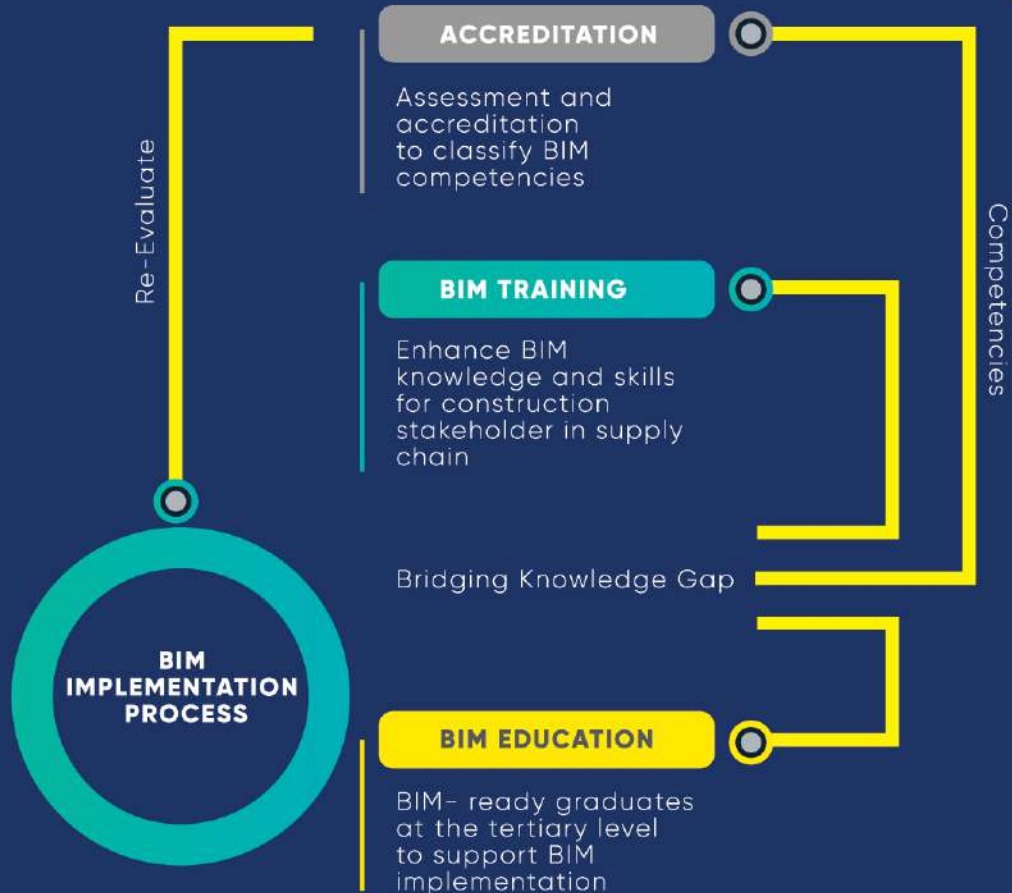 ACCREDITATION
Assessment and
accreditation
to classify BIM
competencies
Re-Evaluate
Competencies
BIM TRAINING
Enhance BIM
knowledge and skills
for construction
stakeholder in supply
chain
Bridging Knowledge Gap
BIM
IMPLEMENTATION
PROCESS
BIM EDUCATION
BIM- ready graduates
at the tertiary level
to support BIM
implementation